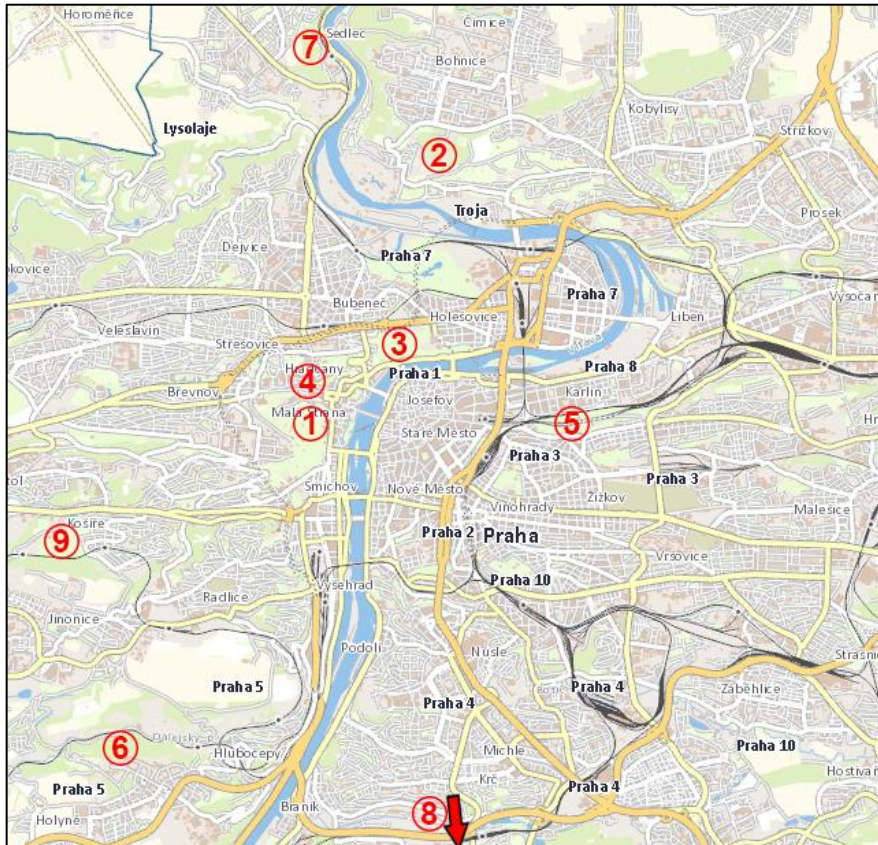 Horoměřice
⑦
Sedlec
Čimice
Bohnice
Lysolaje
Kobylisy
Střížkov
②
Troja
Prosek
Dejvice
Praha 7
Bubeneč
Praha 7
Veleslavín
Holešovice
Libeň
Střešovice
③
Vltava
Hradčany
Praha 1
Praha 8
④
Břevnov
Josefov
Karlín
Malá Strana
①
Staré Město
⑤
Praha 3
Praha 3
Smíchov
Nové Město
Žižkov
Vinohrady
Malešice
Košíře
⑨
Praha 2
Praha
Vršovice
Praha 10
Vyšehrad
Radlice
Jinonice
Podolí
Nusle
Praha 5
Praha 4
Praha 4
Záběhlice
⑥
Hlubočepy
Michle
Praha 10
Krč
Praha 5
Praha 4
Braník
⑧
Holyně